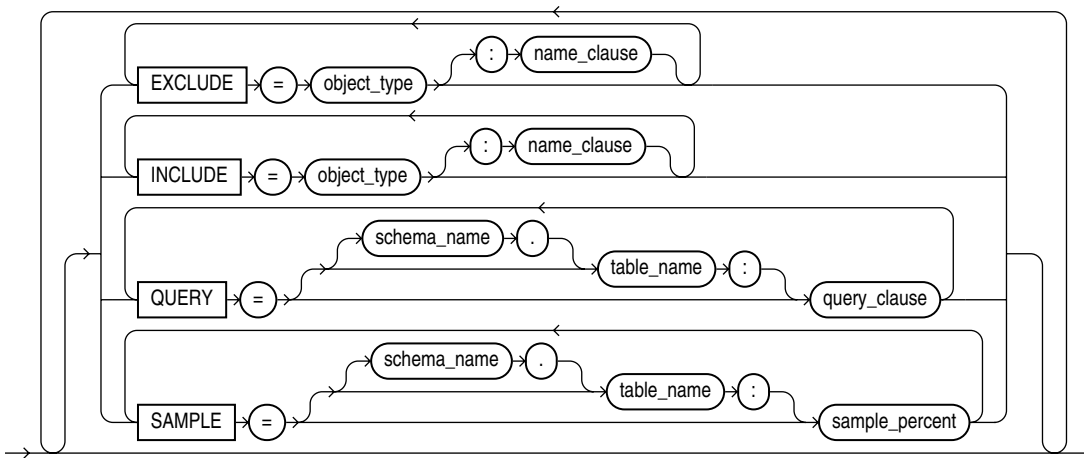 : name_clause
EXCLUDE = object_type
: name_clause
INCLUDE = object_type
schema_name .
table_name :
QUERY = query_clause
schema_name .
table_name :
SAMPLE = sample_percent